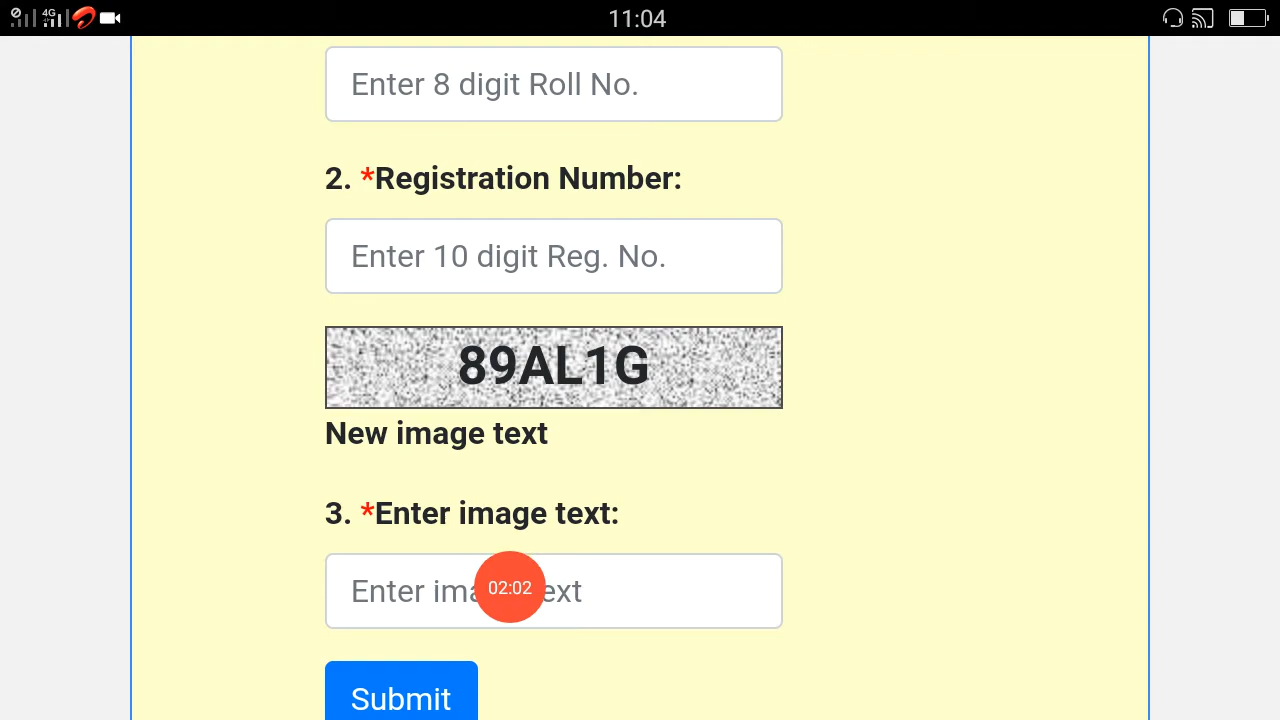 4G 11:04
Enter 8 digit Roll No.
2. *Registration Number:
Enter 10 digit Reg. No.
89AL1G
New image text
3. *Enter image text:
Enter ima ext
02:02
Submit